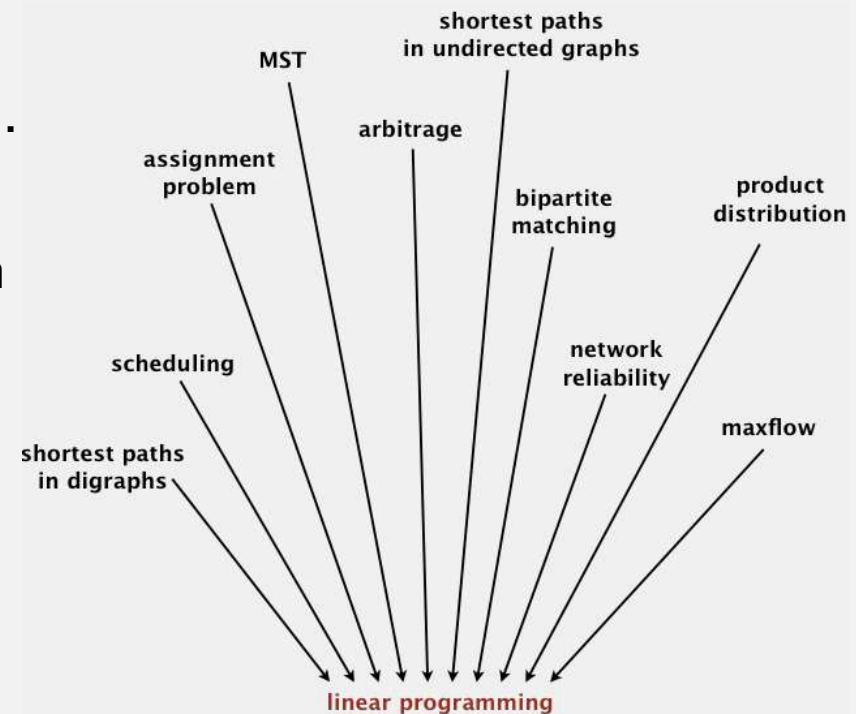 shortest paths
in undirected graphs
MST
.
arbitrage
assignment
problem
product
distribution
bipartite
matching
network
reliability
scheduling
maxflow
shortest paths
in digraphs
linear programming